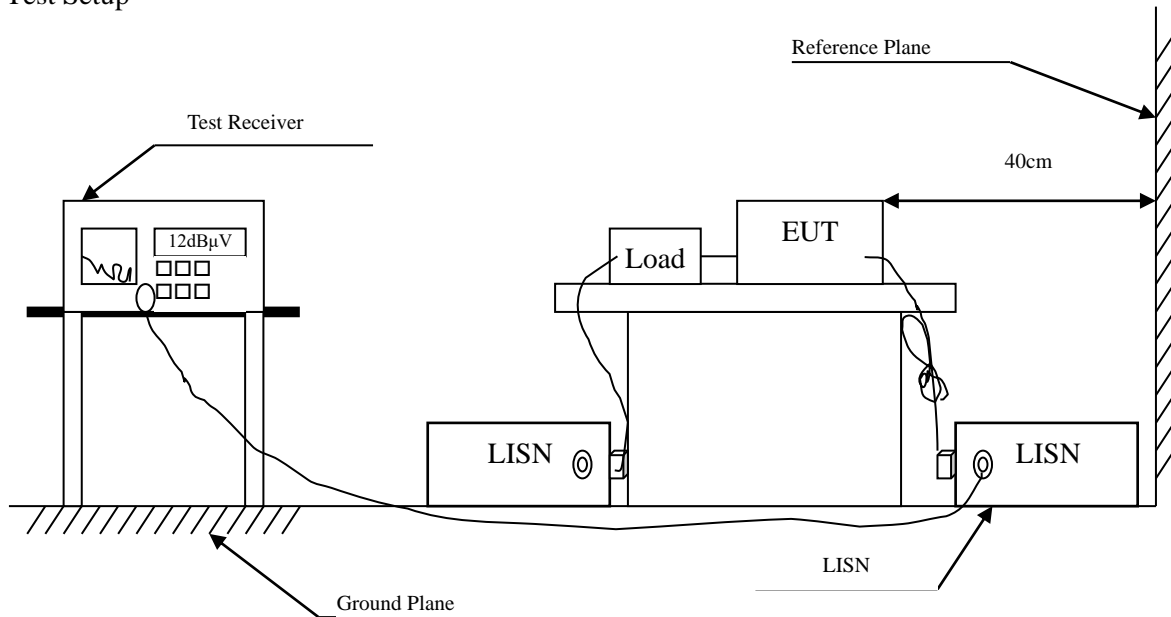 Test Setup
Reference Plane
Test Receiver
40cm
12dBμV
EUT
Load
LISN
LISN
LISN
Ground Plane